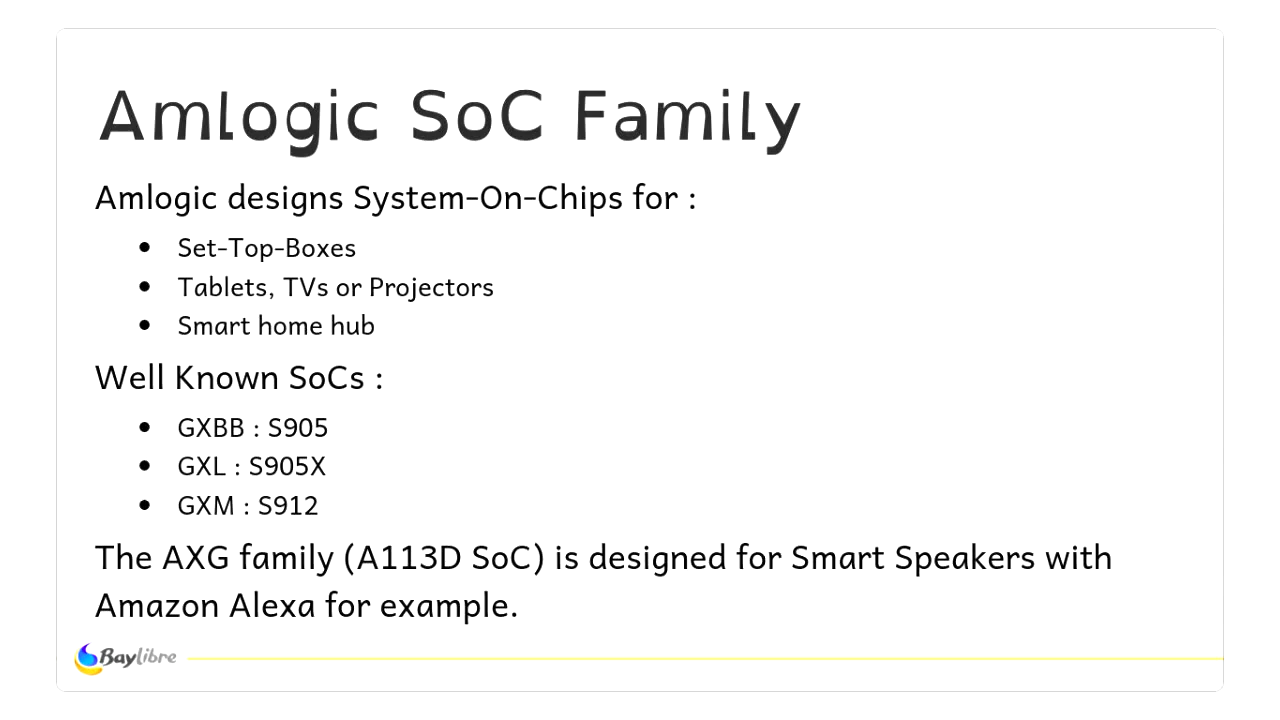 Amlogic SoC Family
Amlogic designs System-On-Chips for :
• Set-Top-Boxes
• Tablets, TVs or Projectors
• Smart home hub
Well Known SoCs :
• GXBB : S905
• GXL : S905X
• GXM : S912
The AXG family (A113D SoC) is designed for Smart Speakers with
Amazon Alexa for example.
Baylibre